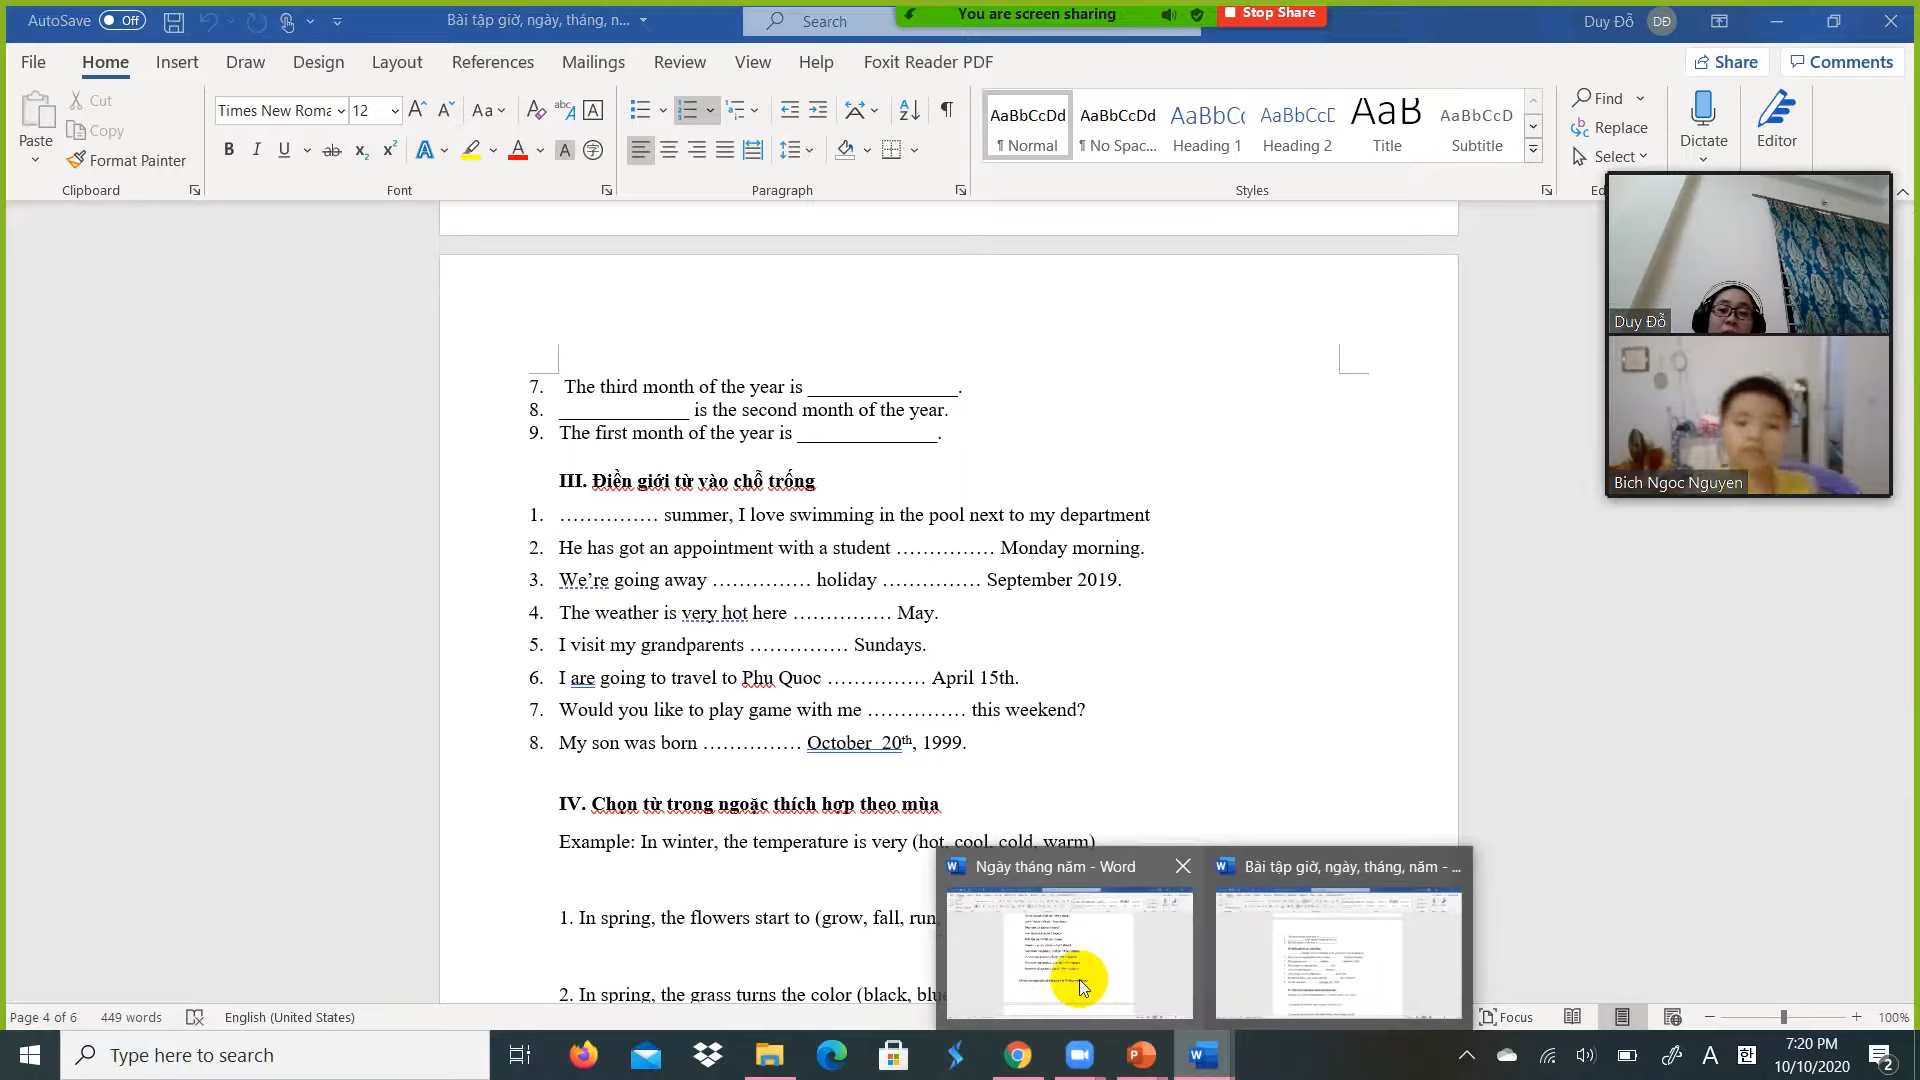 AutoSave Off Bài tập giờ, ngày, tháng, n... Search You are screen sharing Stop Share Duy Đỗ DĐ
File Home Insert Draw Design Layout References Mailings Review View Help Foxit Reader PDF Share Comments
Paste Cut Copy Format Painter
Clipboard
Times New Roma 12 Aa
Font
Paragraph
AaBbCcDd AaBbCcDd AaBbCc AaBbCcD AaB AaBbCcD
¶ Normal ¶ No Spac... Heading 1 Heading 2 Title Subtitle
Styles
Find
Replace
Select
Dictate
Editor
Duy Đỗ
Bich Ngoc Nguyen
7. The third month of the year is _______________.
8. _____________ is the second month of the year.
9. The first month of the year is ______________.
III. Điền giới từ vào chỗ trống
1. …………… summer, I love swimming in the pool next to my department
2. He has got an appointment with a student …………… Monday morning.
3. We’re going away …………… holiday …………… September 2019.
4. The weather is very hot here …………… May.
5. I visit my grandparents …………… Sundays.
6. I are going to travel to Phu Quoc …………… April 15th.
7. Would you like to play game with me …………… this weekend?
8. My son was born …………… October 20th, 1999.
IV. Chọn từ trong ngoặc thích hợp theo mùa
Example: In winter, the temperature is very (hot, cool, cold, warm)
1. In spring, the flowers start to (grow, fall, run,
2. In spring, the grass turns the color (black, blue
Ngày tháng năm - Word
Bài tập giờ, ngày, tháng, năm - ...
Page 4 of 6 449 words English (United States) Focus 100%
Type here to search
7:20 PM
10/10/2020
2